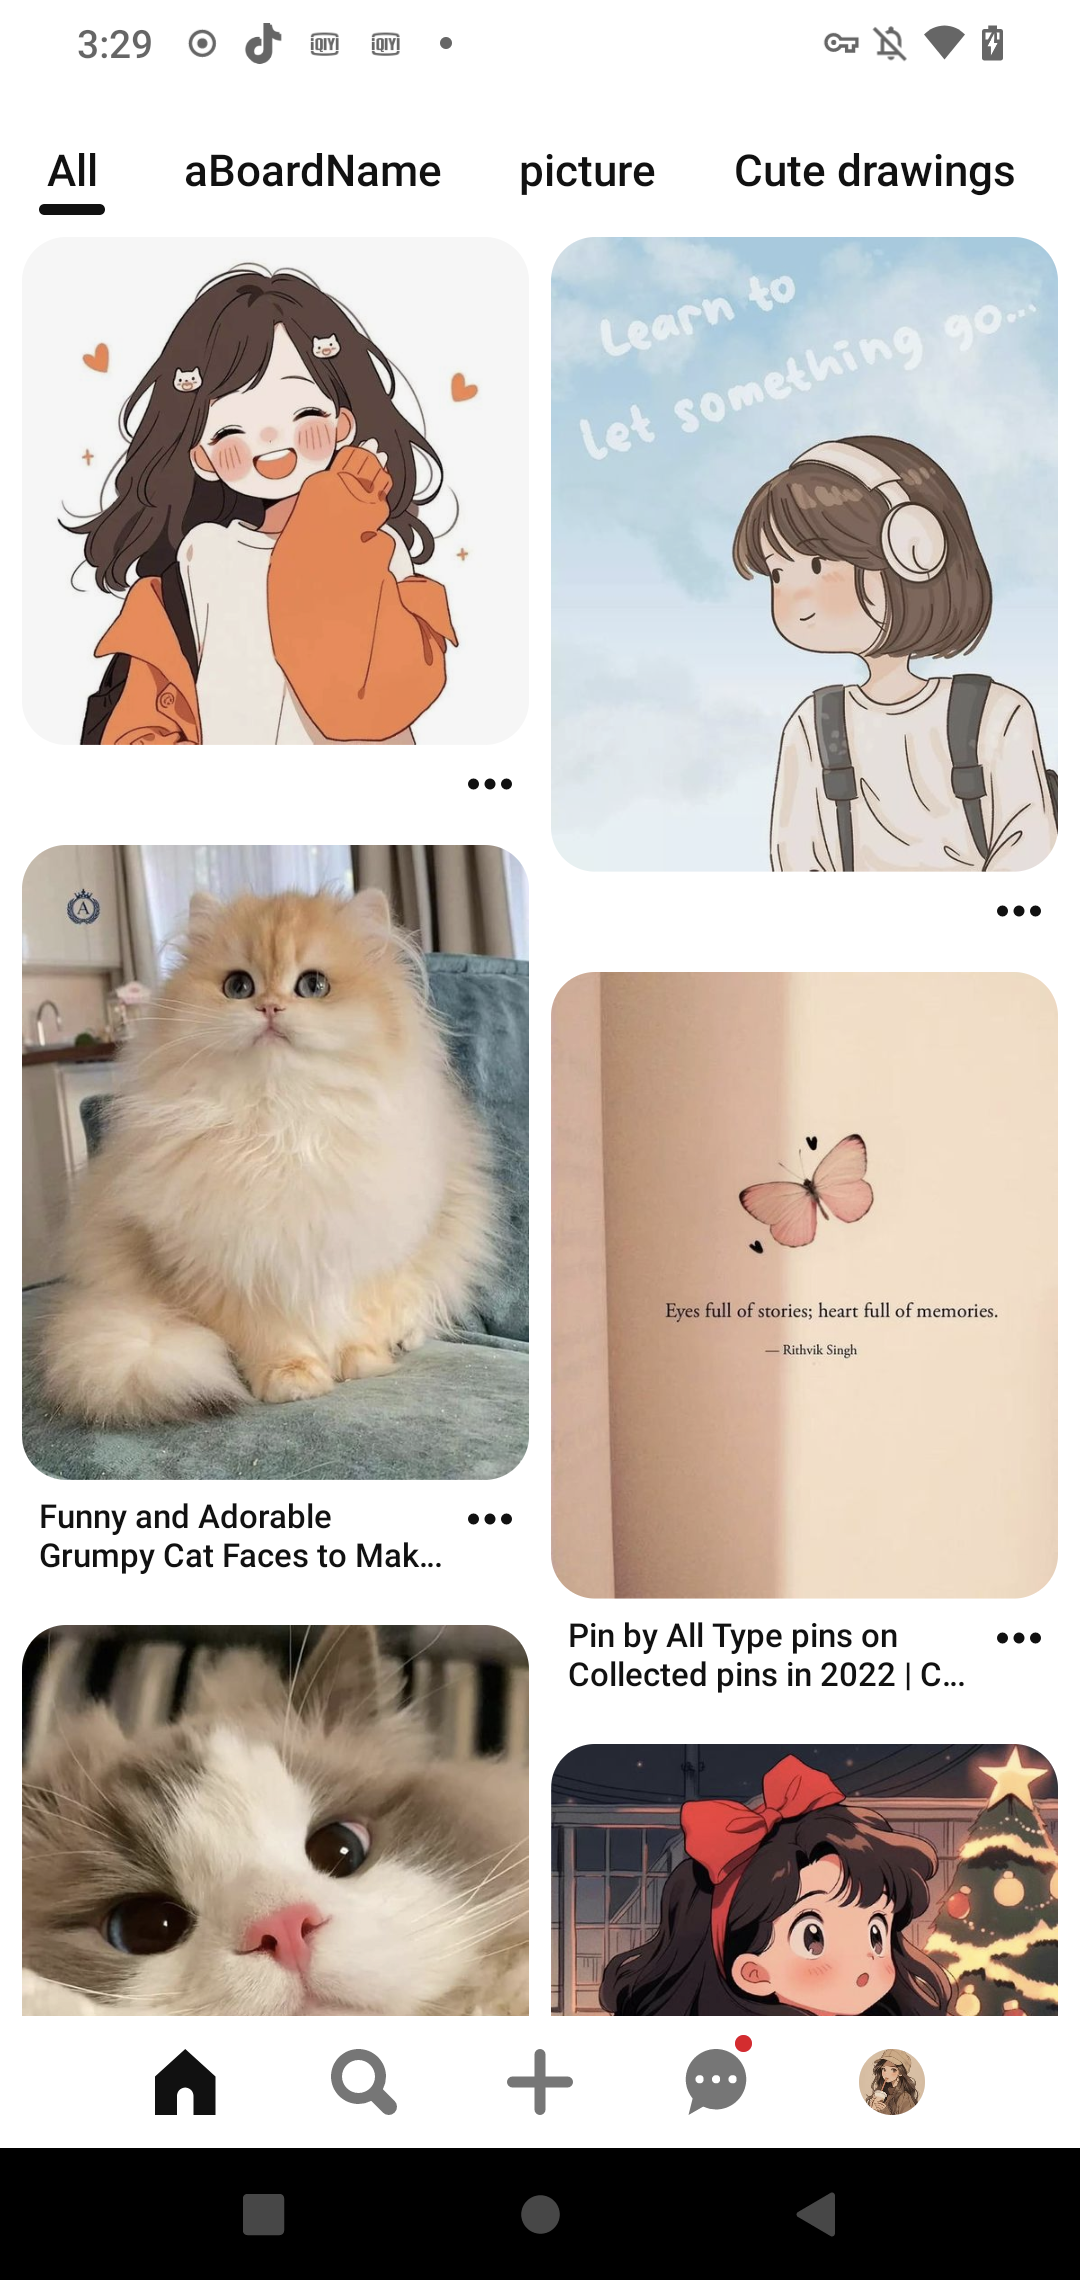 3:29
iQIYI
iQIYI
All
aBoardName
picture
Cute drawings
Learn to
let something go...
A
Funny and Adorable
Grumpy Cat Faces to Mak...
Eyes full of stories; heart full of memories.
— Rithvik Singh
Pin by All Type pins on
Collected pins in 2022 | C...